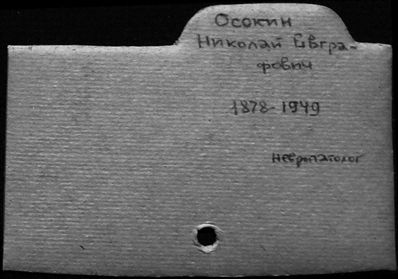 Осокин
Николай Евгра-
фович
1878-1949
Невропатолог